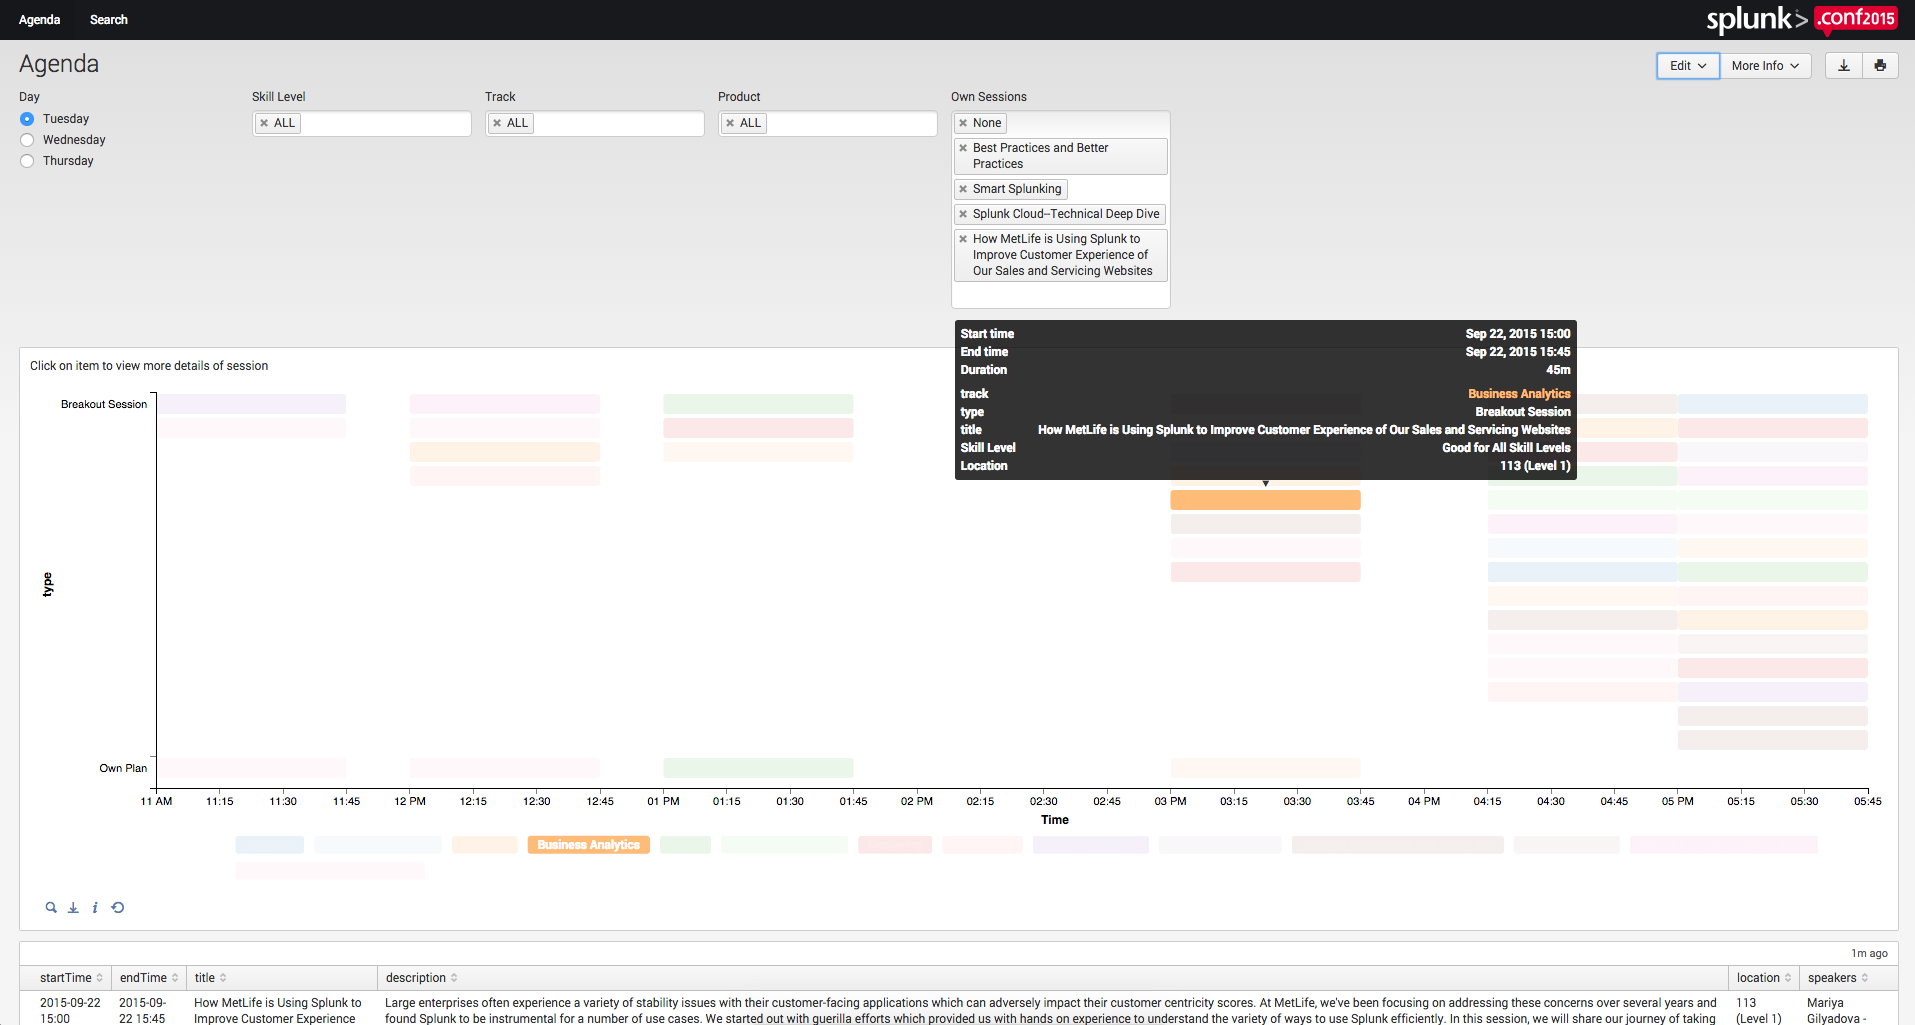 Agenda Search splunk> .conf2015
Agenda
Edit More Info
Day Skill Level Track Product Own Sessions
Tuesday
Wednesday
Thursday
ALL
ALL
ALL
None
Best Practices and Better
Practices
Smart Splunking
Splunk Cloud–Technical Deep Dive
How MetLife is Using Splunk to
Improve Customer Experience of
Our Sales and Servicing Websites
Start time Sep 22, 2015 15:00
End time Sep 22, 2015 15:45
Duration 45m
track Business Analytics
type Breakout Session
title How MetLife is Using Splunk to Improve Customer Experience of Our Sales and Servicing Websites
Skill Level Good for All Skill Levels
Location 113 (Level 1)
Click on item to view more details of session
Breakout Session
type
Own Plan
11 AM 11:15 11:30 11:45 12 PM 12:15 12:30 12:45 01 PM 01:15 01:30 01:45 02 PM 02:15 02:30 02:45 03 PM 03:15 03:30 03:45 04 PM 04:15 04:30 04:45 05 PM 05:15 05:30 05:45
Time
Business Analytics
1m ago
startTime endTime title description location speakers
2015-09-22 2015-09- How MetLife is Using Splunk to Large enterprises often experience a variety of stability issues with their customer-facing applications which can adversely impact their customer centricity scores. At MetLife, we've been focusing on addressing these concerns over several years and 113 Mariya
15:00 22 15:45 Improve Customer Experience found Splunk to be instrumental for a number of use cases. We started out with guerilla efforts which provided us with hands on experience to understand the variety of ways to use Splunk efficiently. In this session, we will share our journey of taking (Level 1) Gilyadova -